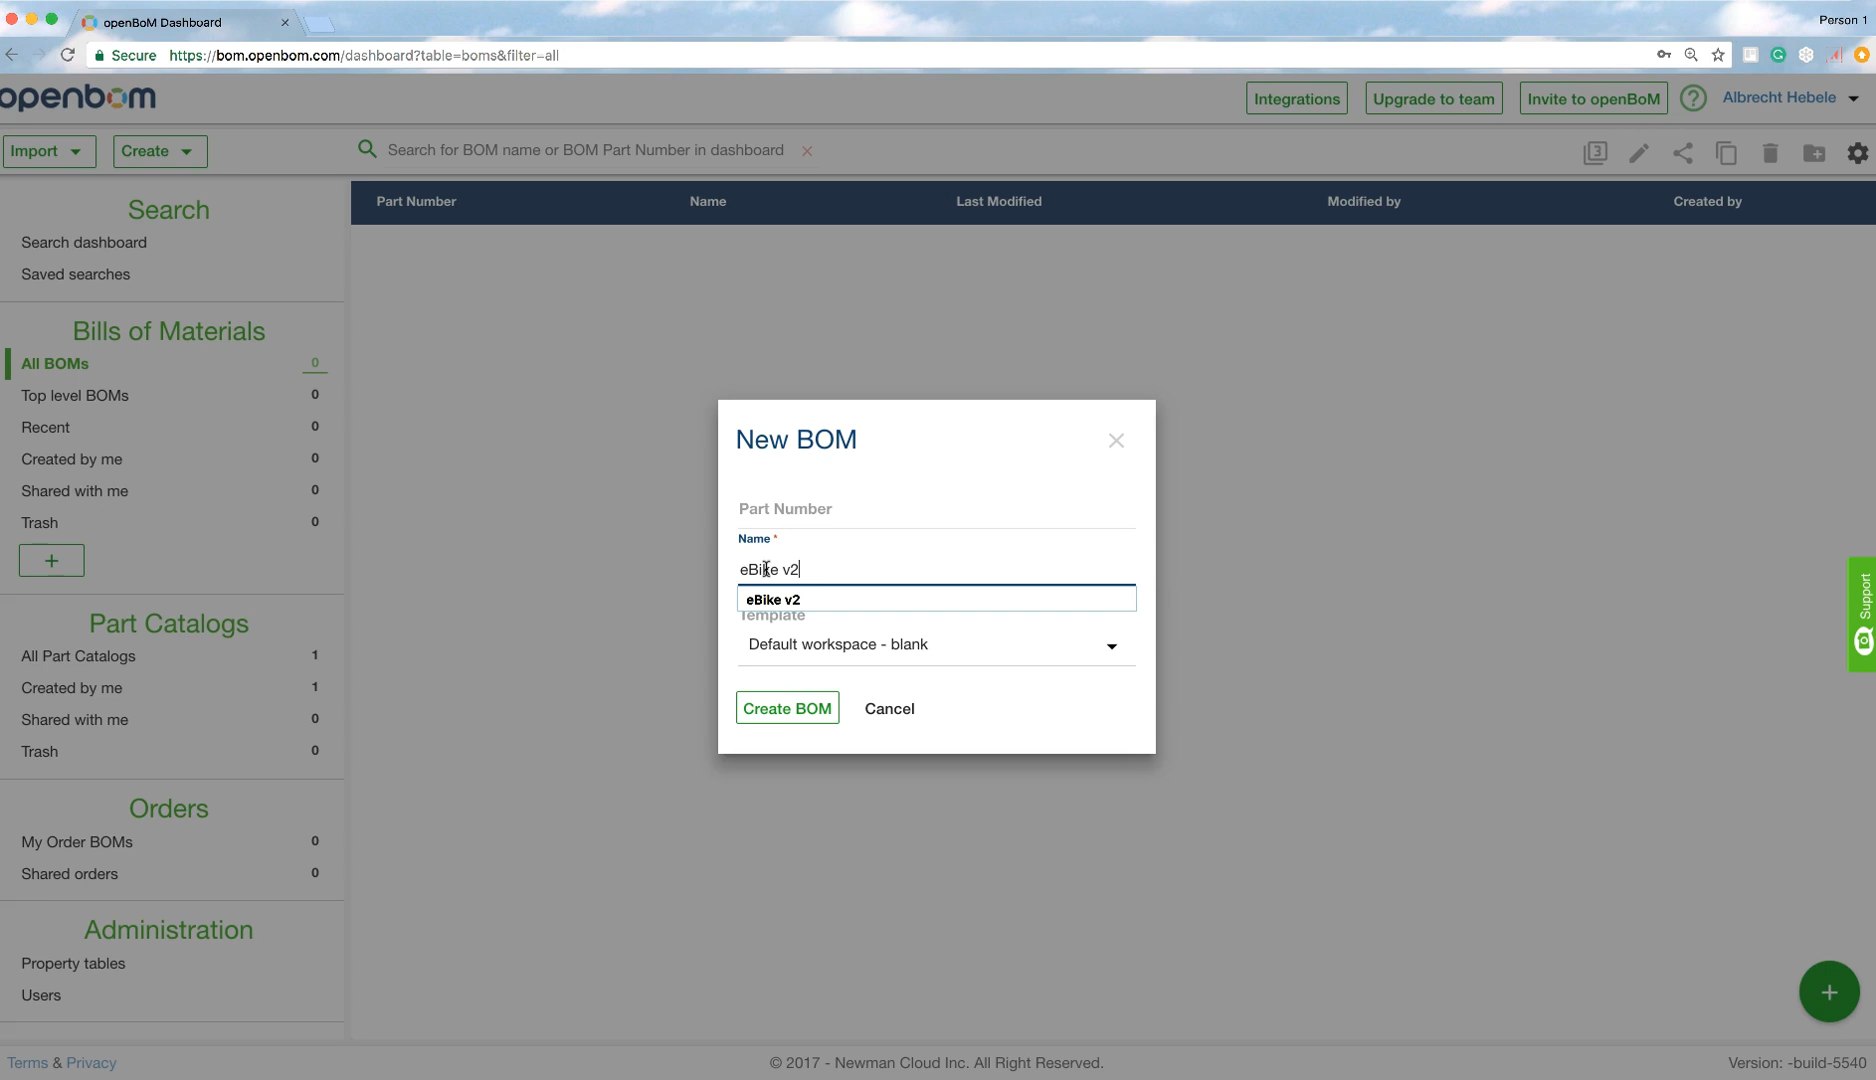 openBoM Dashboard
Person 1
Secure https://bom.openbom.com/dashboard?table=boms&filter=all
openbom
Integrations
Upgrade to team
Invite to openBoM
?
Albrecht Hebele
Import
Create
Search for BOM name or BOM Part Number in dashboard
3
Part Number
Name
Last Modified
Modified by
Created by
Search
Search dashboard
Saved searches
Bills of Materials
All BOMs 0
Top level BOMs 0
Recent 0
Created by me 0
Shared with me 0
Trash 0
+
Part Catalogs
All Part Catalogs 1
Created by me 1
Shared with me 0
Trash 0
Orders
My Order BOMs 0
Shared orders 0
Administration
Property tables
Users
New BOM
Part Number
Name *
eBike v2
eBike v2
Template
Default workspace - blank
Create BOM
Cancel
Support
+
Terms & Privacy
© 2017 - Newman Cloud Inc. All Right Reserved.
Version: -build-5540